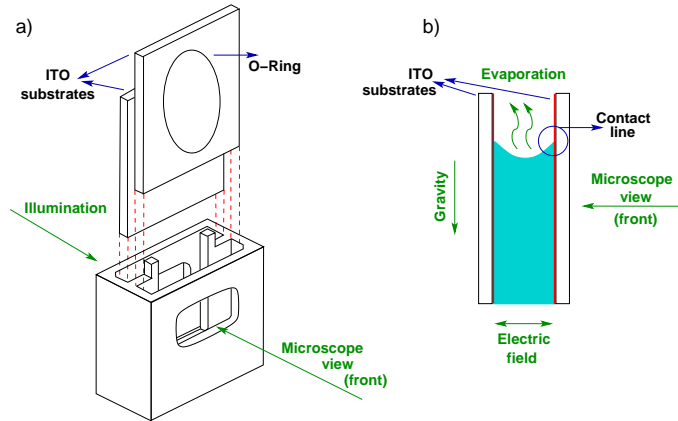 a)
ITO
substrates
O−Ring
Illumination
Microscope
view
(front)
b)
ITO
substrates
Evaporation
Contact
line
Gravity
Microscope
view
(front)
Electric
field